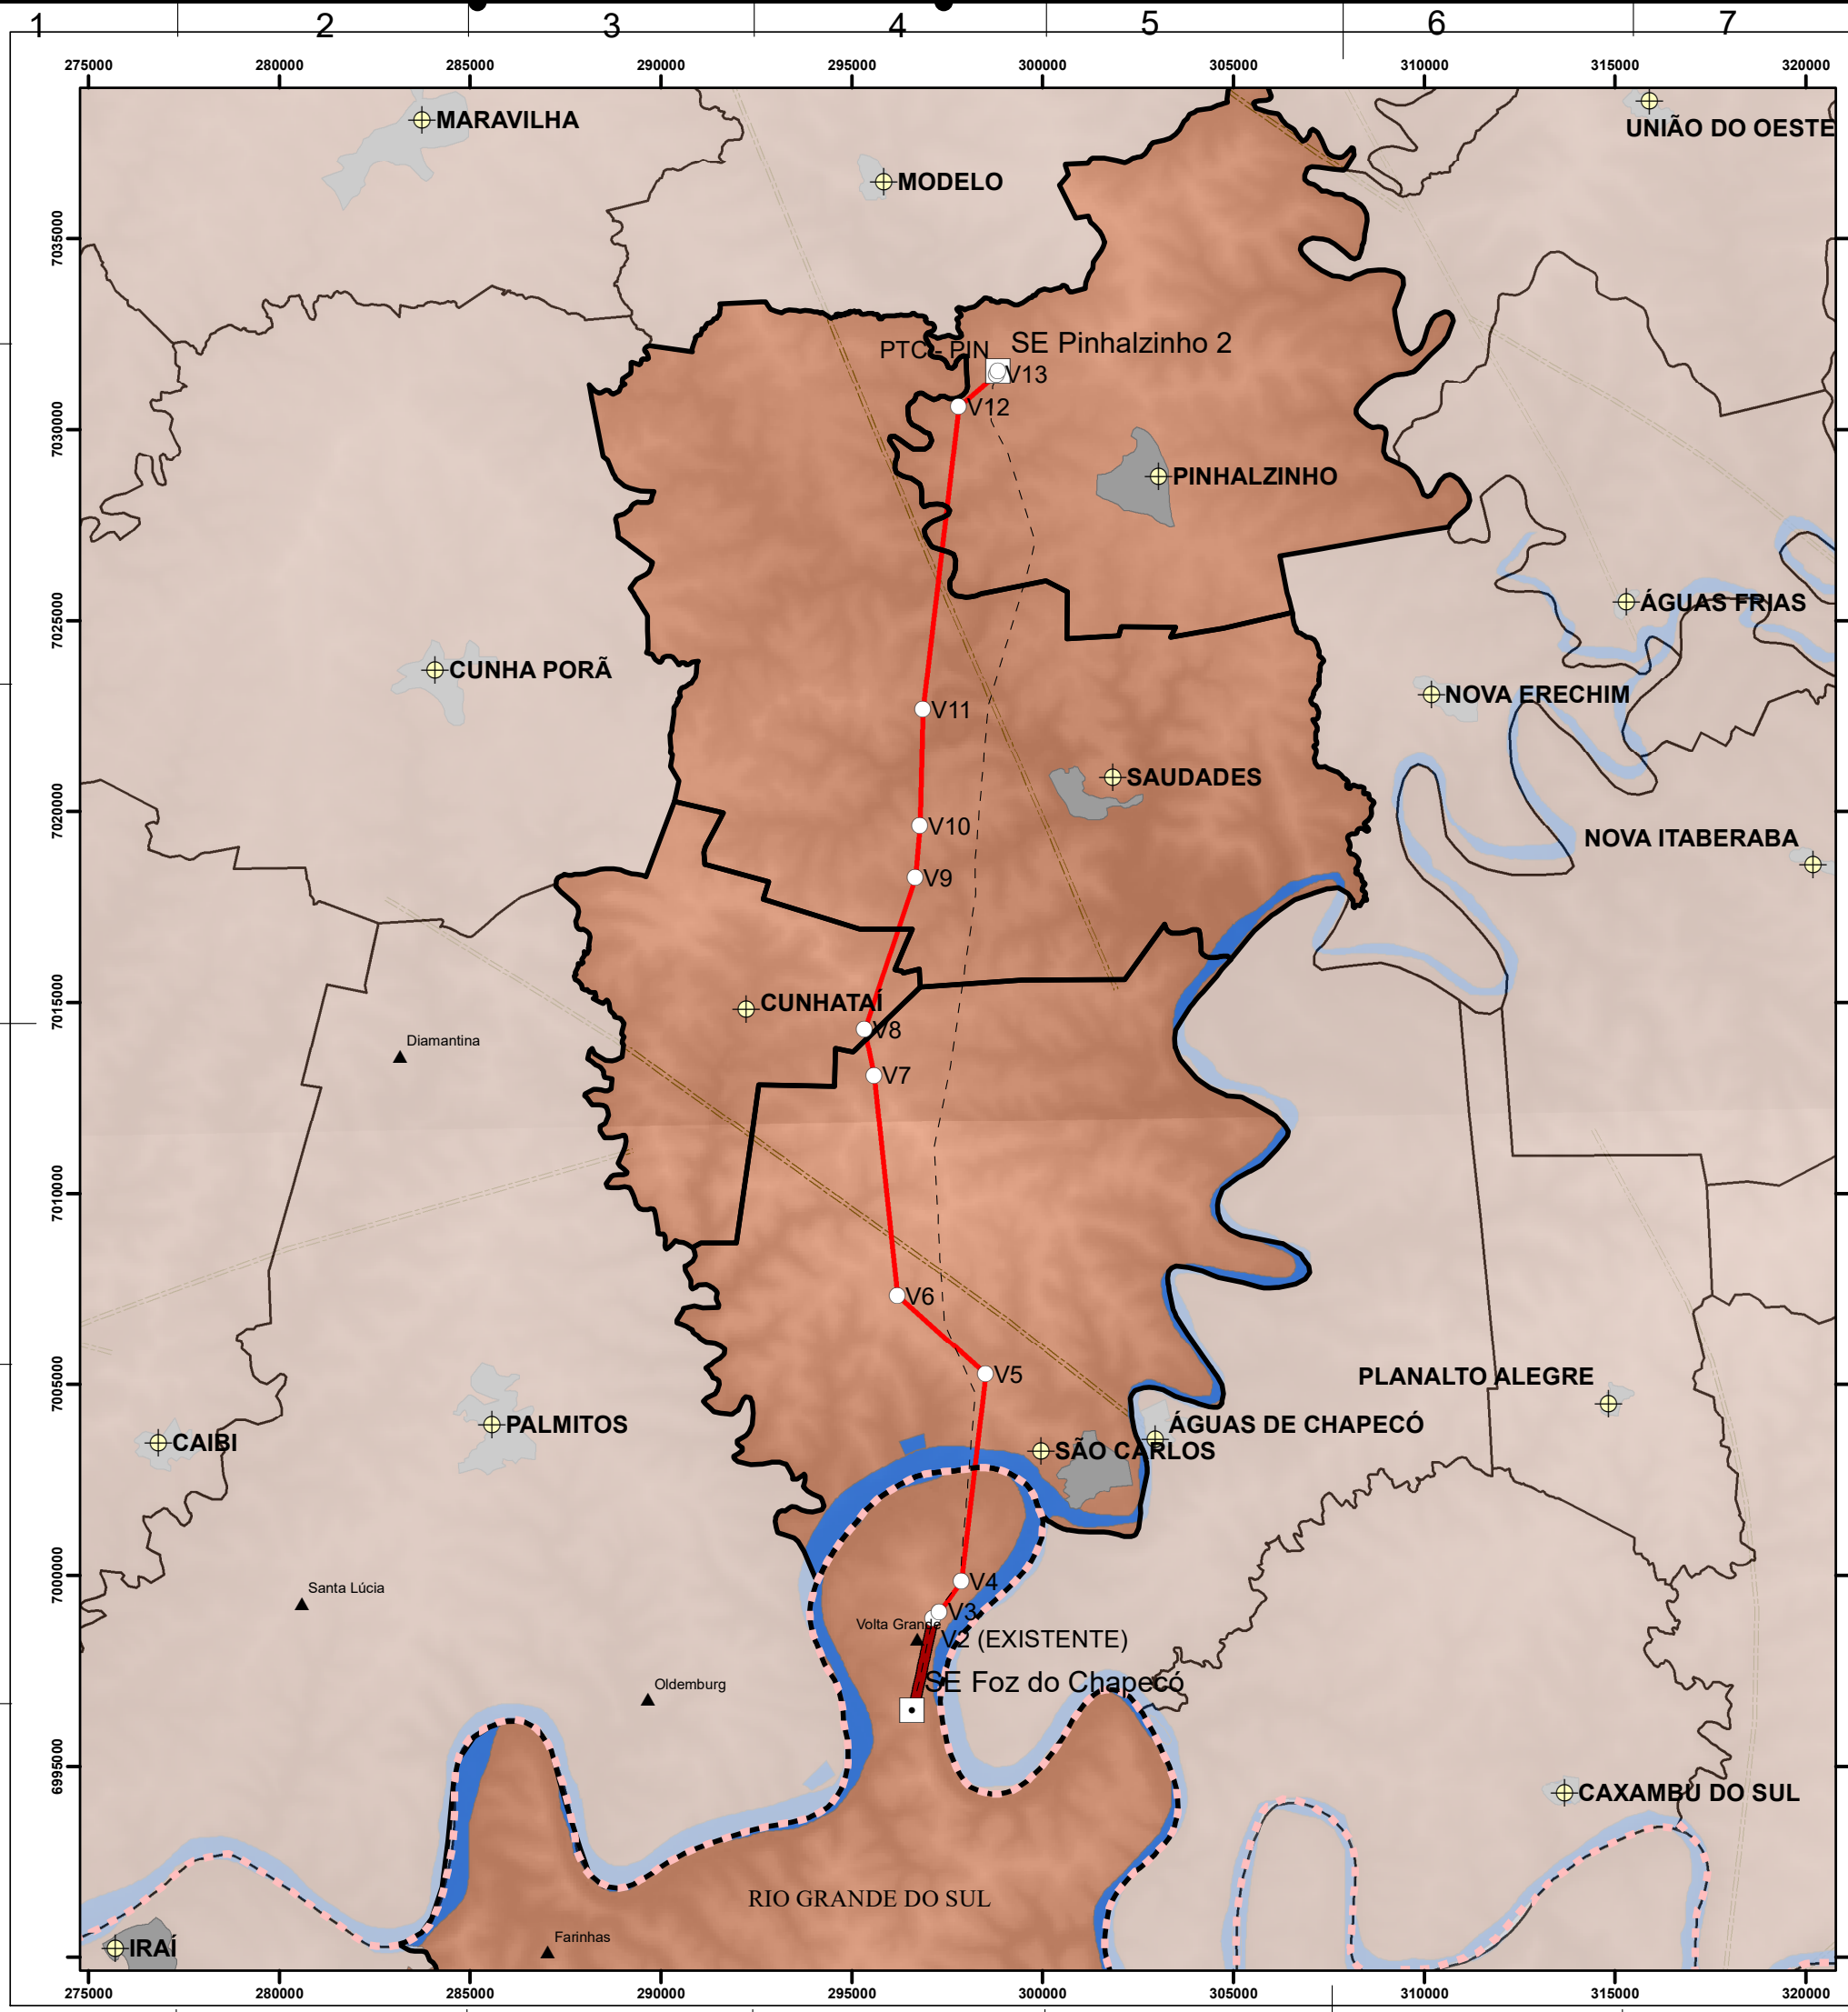 1 2 3 4 5 6 7
275000 280000 285000 290000 295000 300000 305000 310000 315000 320000
MARAVILHA
UNIÃO DO OESTE
MODELO
7035000
SE Pinhalzinho 2
PTC - PIN
V13
V12
7030000
PINHALZINHO
7025000
ÁGUAS FRIAS
CUNHA PORÃ
NOVA ERECHIM
V11
SAUDADES
7020000
V10
NOVA ITABERABA
V9
7015000
CUNHATAÍ
V8
Diamantina
V7
7010000
V6
7005000
V5
PLANALTO ALEGRE
PALMITOS
ÁGUAS DE CHAPECÓ
CAIBI
SÃO CARLOS
7000000
V4
Santa Lúcia
V3
Volta Grande
V2 (EXISTENTE)
SE Foz do Chapecó
Oldemburg
6995000
CAXAMBU DO SUL
RIO GRANDE DO SUL
Farinhas
IRAÍ
275000 280000 285000 290000 295000 300000 305000 310000 315000 320000